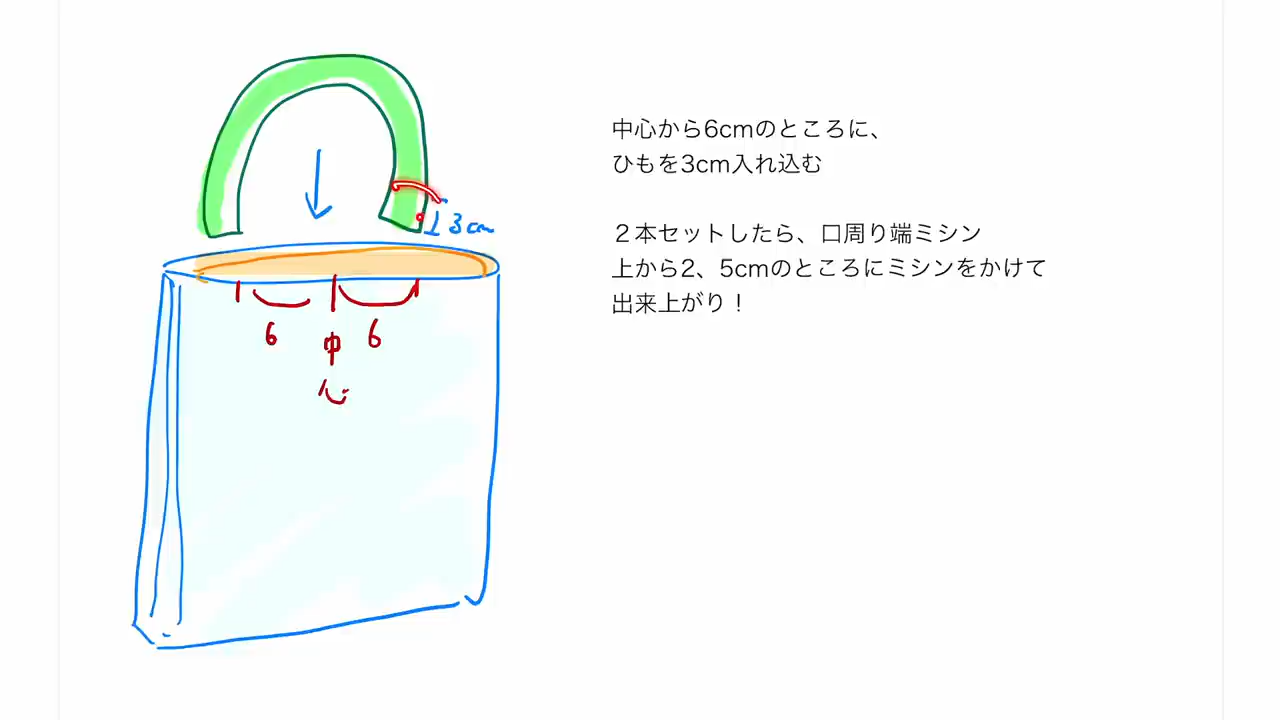 中心から6cmのところに、
ひもを3cm入れ込む
２本セットしたら、口周り端ミシン
上から2、5cmのところにミシンをかけて
出来上がり！
3cm
6 中心 6